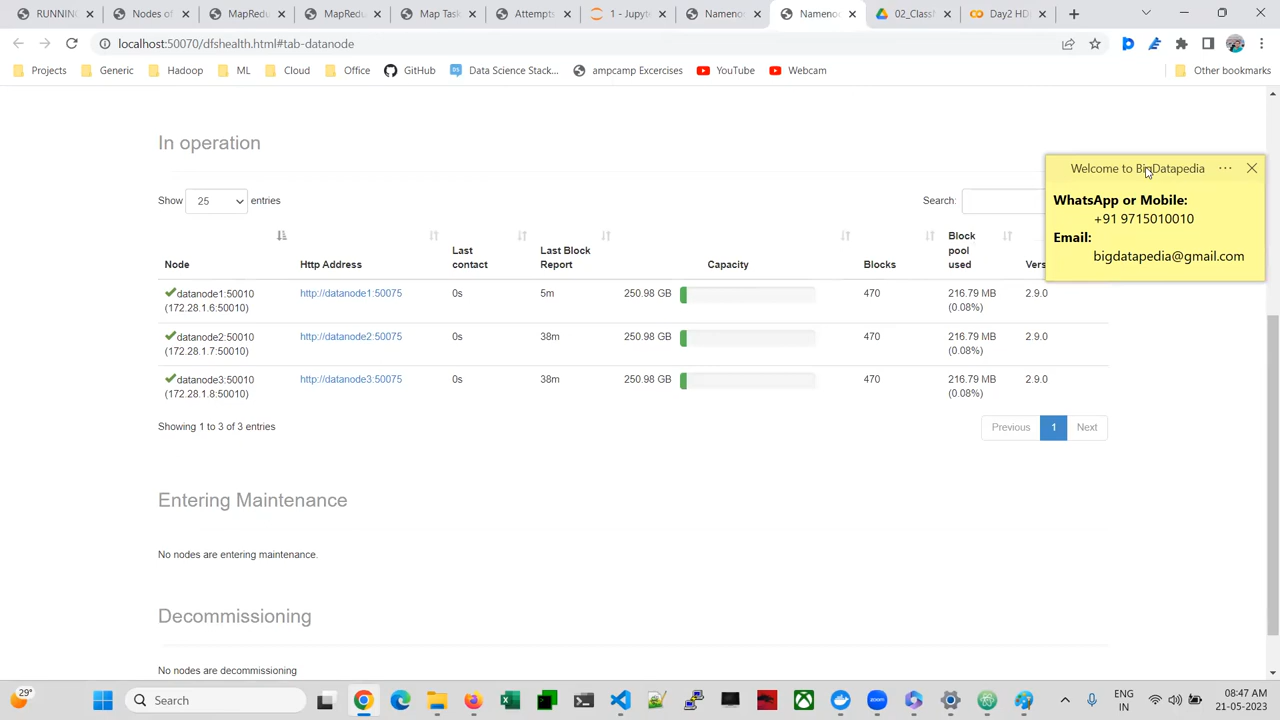 RUNNING
Nodes of
MapRedu
MapRedu
Map Task
Attempts
1 - Jupyte
Nameno
Nameno
02_Class
Day2 HD
localhost:50070/dfshealth.html#tab-datanode
Projects
Generic
Hadoop
ML
Cloud
Office
GitHub
Data Science Stack...
ampcamp Excercises
YouTube
Webcam
Other bookmarks
In operation
Show 25 entries
Search:
Welcome to BigDatapedia
WhatsApp or Mobile:
+91 9715010010
Email:
bigdatapedia@gmail.com
Node
Http Address
Last
contact
Last Block
Report
Capacity
Blocks
Block
pool
used
Vers
datanode1:50010
(172.28.1.6:50010)
http://datanode1:50075
0s
5m
250.98 GB
470
216.79 MB
(0.08%)
2.9.0
datanode2:50010
(172.28.1.7:50010)
http://datanode2:50075
0s
38m
250.98 GB
470
216.79 MB
(0.08%)
2.9.0
datanode3:50010
(172.28.1.8:50010)
http://datanode3:50075
0s
38m
250.98 GB
470
216.79 MB
(0.08%)
2.9.0
Showing 1 to 3 of 3 entries
Previous
1
Next
Entering Maintenance
No nodes are entering maintenance.
Decommissioning
No nodes are decommissioning
29°
Search
ENG
IN
08:47 AM
21-05-2023